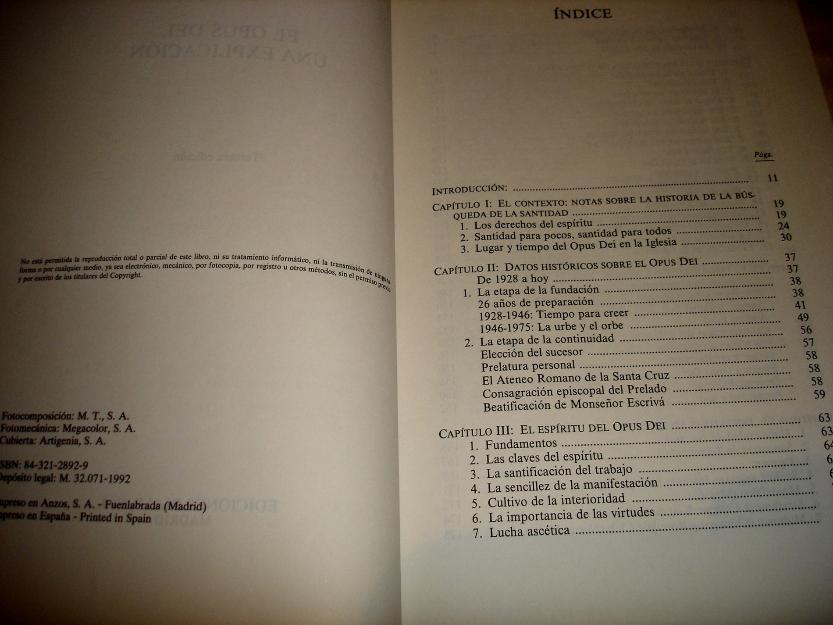 No está permitida la reproducción total o parcial de este libro, ni su tratamiento informático, ni la transmisión de ninguna
forma o por cualquier medio, ya sea electrónico, mecánico, por fotocopia, por registro u otros métodos, sin el permiso previo
y por escrito de los titulares del Copyright.
Fotocomposición: M. T., S. A.
Fotomecánica: Megacolor, S. A.
Cubierta: Artigenia, S. A.
ISBN: 84-321-2892-9
Depósito legal: M. 32.071-1992
mpreso en Anzos, S. A. - Fuenlabrada (Madrid)
mpreso en España - Printed in Spain
ÍNDICE
Págs.
INTRODUCCIÓN: 11
CAPÍTULO I: EL CONTEXTO: NOTAS SOBRE LA HISTORIA DE LA BÚS-
QUEDA DE LA SANTIDAD 19
1. Los derechos del espíritu 19
2. Santidad para pocos, santidad para todos 24
3. Lugar y tiempo del Opus Dei en la Iglesia 30
CAPÍTULO II: DATOS HISTÓRICOS SOBRE EL OPUS DEI 37
De 1928 a hoy 37
1. La etapa de la fundación 38
26 años de preparación 38
1928-1946: Tiempo para creer 41
1946-1975: La urbe y el orbe 49
2. La etapa de la continuidad 56
Elección del sucesor 57
Prelatura personal 58
El Ateneo Romano de la Santa Cruz 58
Consagración episcopal del Prelado 58
Beatificación de Monseñor Escrivá 59
CAPÍTULO III: EL ESPÍRITU DEL OPUS DEI 63
1. Fundamentos 63
2. Las claves del espíritu 64
3. La santificación del trabajo 6
4. La sencillez de la manifestación
5. Cultivo de la interioridad
6. La importancia de las virtudes
7. Lucha ascética